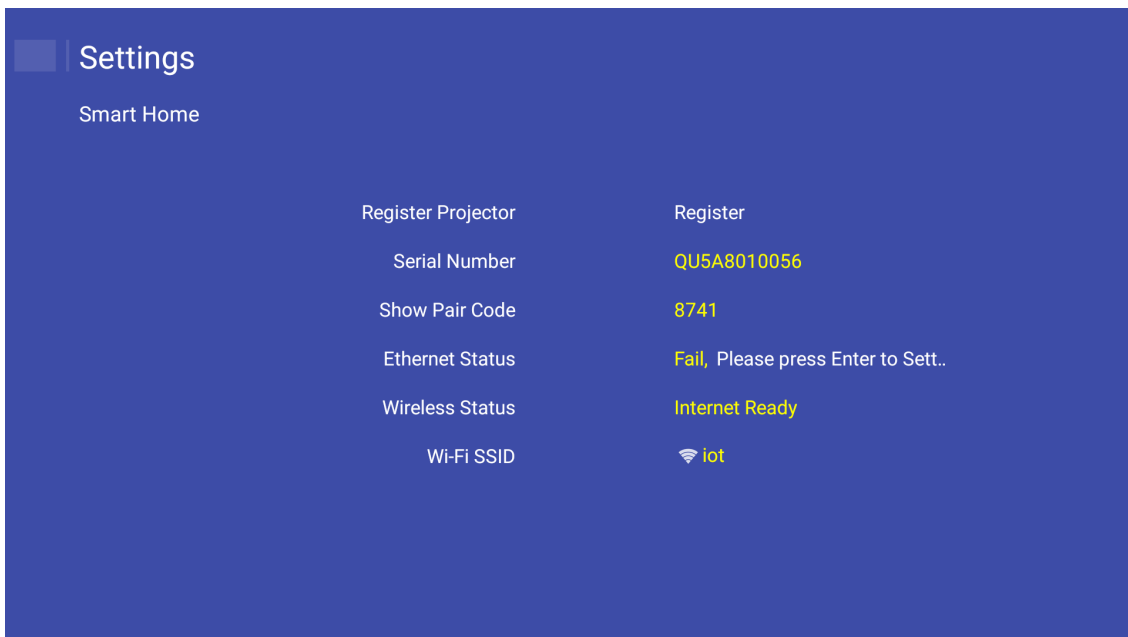 Settings
Smart Home
Register Projector Register
Serial Number QU5A8010056
Show Pair Code 8741
Ethernet Status Fail, Please press Enter to Sett..
Wireless Status Internet Ready
Wi-Fi SSID iot